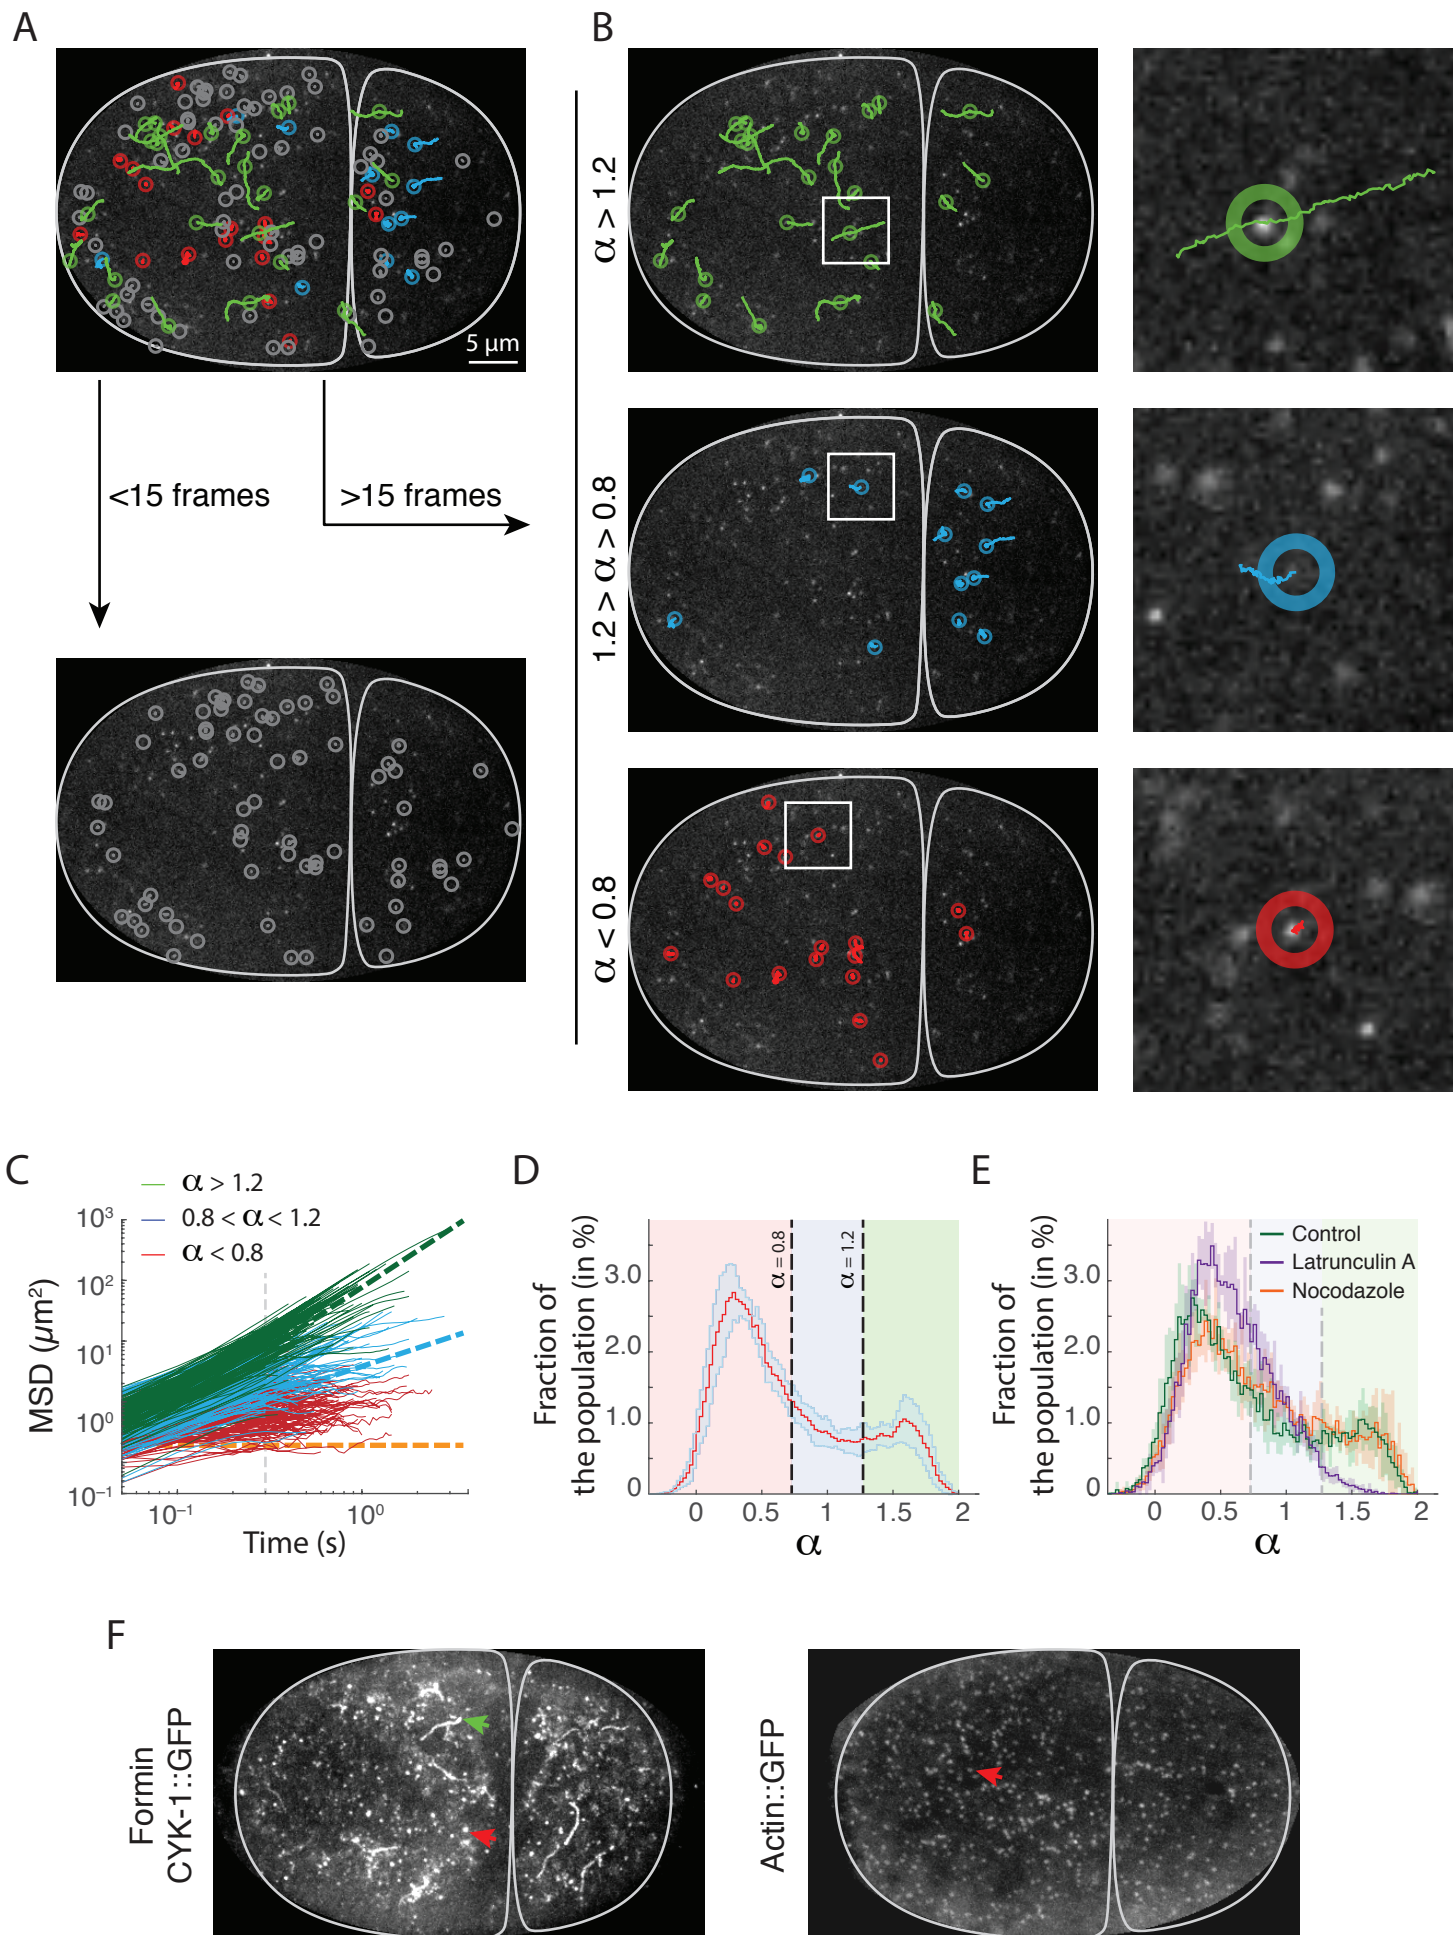 A
B
5 μm
<15 frames
>15 frames
α > 1.2
1.2 > α > 0.8
α < 0.8
C
α > 1.2
0.8 < α < 1.2
α < 0.8
MSD (μm²)
10³
10²
10¹
10⁰
10⁻¹
10⁻¹
10⁰
Time (s)
D
Fraction of
the population (in %)
3.0
2.0
1.0
0
α = 0.8
α = 1.2
0
0.5
1
1.5
2
α
E
Fraction of
the population (in %)
3.0
2.0
1.0
0
Control
Latrunculin A
Nocodazole
0
0.5
1
1.5
2
α
F
Formin
CYK-1::GFP
Actin::GFP